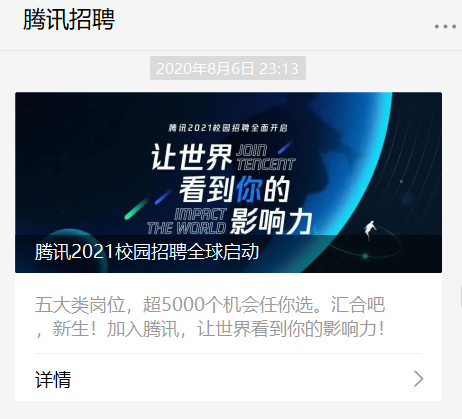 腾讯招聘
2020年8月6日 23:13
腾讯2021校园招聘全面开启
让世界 JOIN TENCENT
看到你的
IMPACT THE WORLD 影响力
腾讯2021校园招聘全球启动
五大类岗位，超5000个机会任你选。汇合吧
，新生！加入腾讯，让世界看到你的影响力！
详情